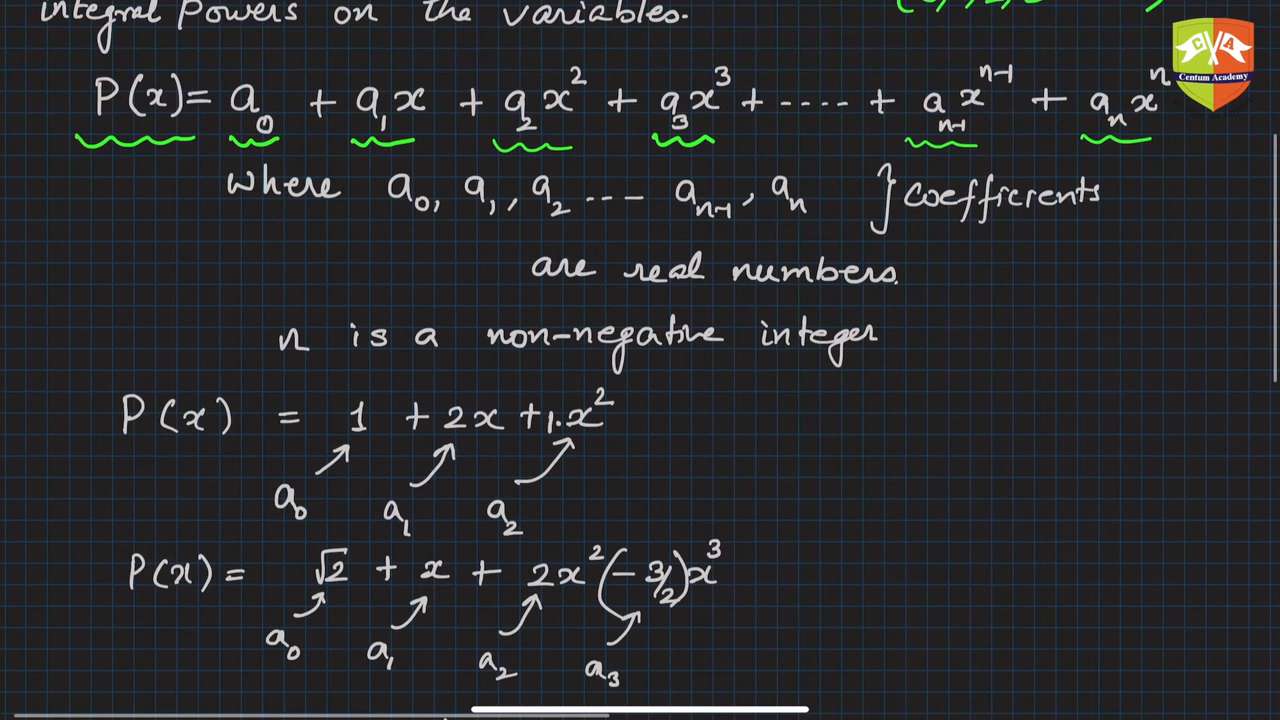 integral Powers on the variables.
C A
Centum Academy
P(x) = a₀ + a₁x + a₂x² + a₃x³ + ---- + aₙ₋₁xⁿ⁻¹ + aₙxⁿ
Where a₀, a₁, a₂ --- aₙ₋₁, aₙ } coefficients
are real numbers.
n is a non-negative integer
P(x) = 1 + 2x + 1.x²
a₀ a₁ a₂
P(x) = √2 + x + 2x² (-3/2)x³
a₀ a₁ a₂ a₃